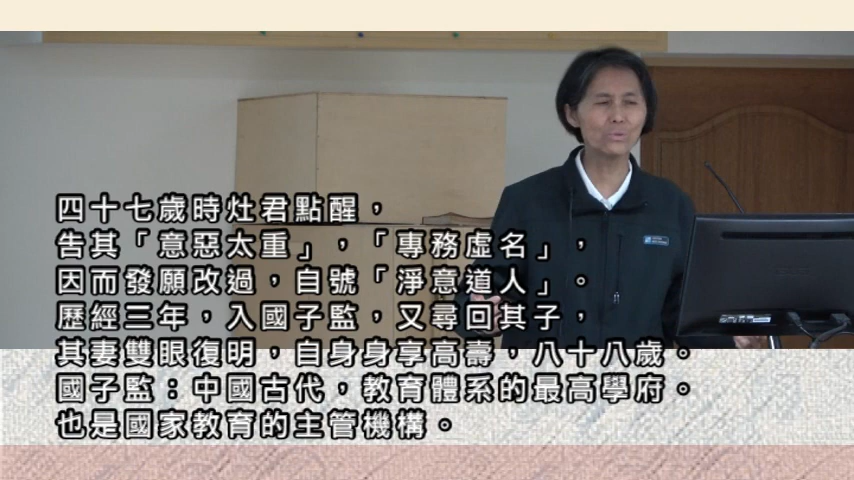 四十七歲時灶君點醒，
告其「意惡太重」，「專務虛名」，
因而發願改過，自號「淨意道人」。
歷經三年，入國子監，又尋回其子，
其妻雙眼復明，自身身享高壽，八十八歲。
國子監：中國古代，教育體系的最高學府。
也是國家教育的主管機構。